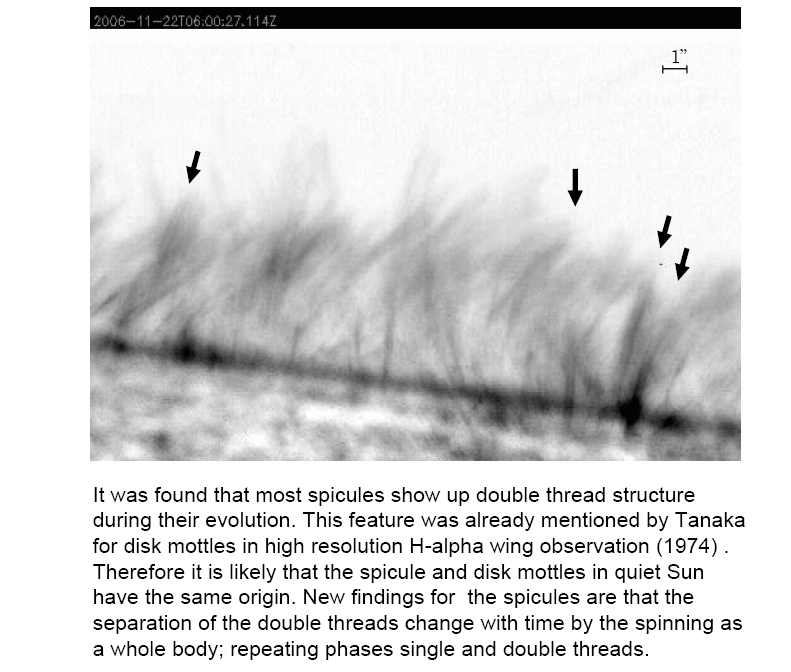 2006-11-22T06:00:27.114Z
1”
It was found that most spicules show up double thread structure
during their evolution. This feature was already mentioned by Tanaka
for disk mottles in high resolution H-alpha wing observation (1974) .
Therefore it is likely that the spicule and disk mottles in quiet Sun
have the same origin. New findings for  the spicules are that the
separation of the double threads change with time by the spinning as
a whole body; repeating phases single and double threads.